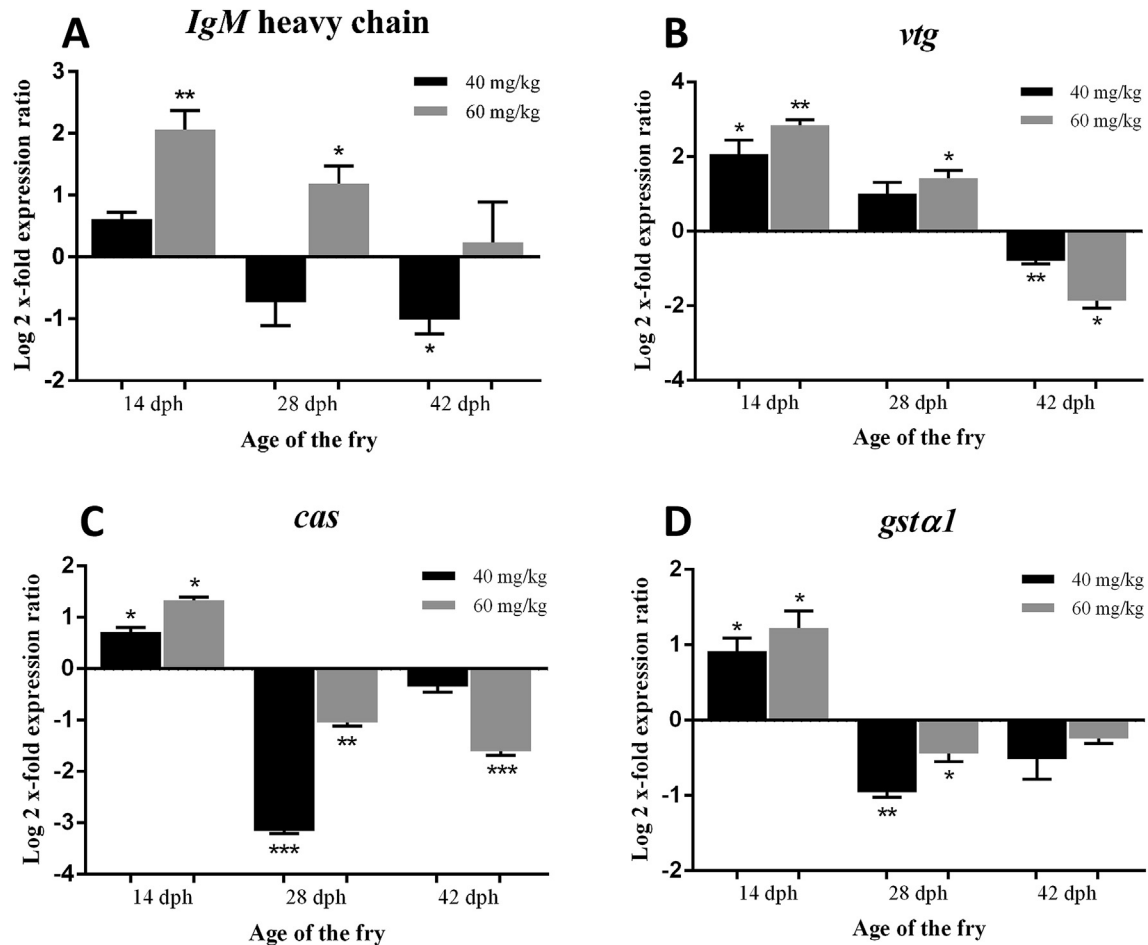 A
IgM heavy chain
Log 2 x-fold expression ratio
3
2
1
0
-1
-2
40 mg/kg
60 mg/kg
**
*
*
14 dph 28 dph 42 dph
Age of the fry
B
vtg
Log 2 x-fold expression ratio
4
2
0
-2
-4
40 mg/kg
60 mg/kg
* ** *
**
*
14 dph 28 dph 42 dph
Age of the fry
C
cas
Log 2 x-fold expression ratio
2
1
0
-1
-2
-3
-4
40 mg/kg
60 mg/kg
* *
**
***
***
14 dph 28 dph 42 dph
Age of the fry
D
gstα1
Log 2 x-fold expression ratio
2
1
0
-1
-2
40 mg/kg
60 mg/kg
* *
*
**
14 dph 28 dph 42 dph
Age of the fry